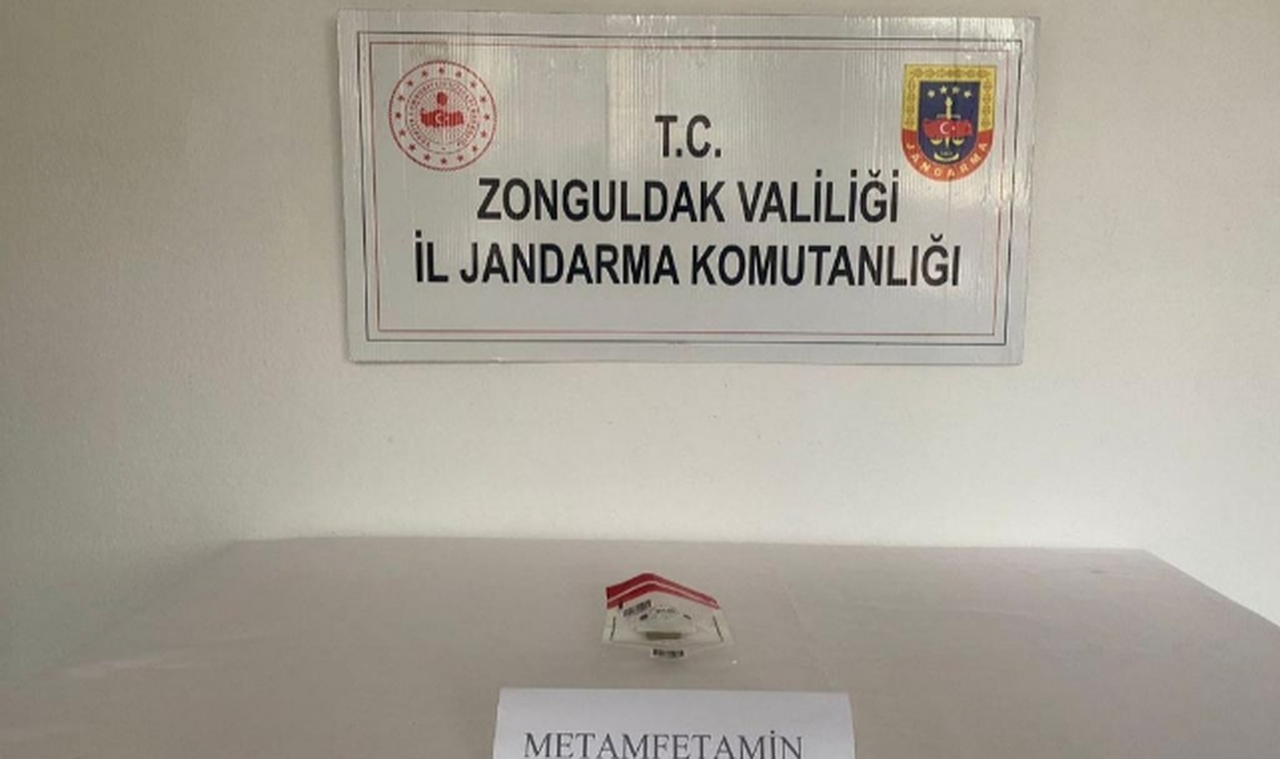 T.C.
ZONGULDAK VALİLİĞİ
İL JANDARMA KOMUTANLIĞI
JANDARMA
METAMFETAMİN